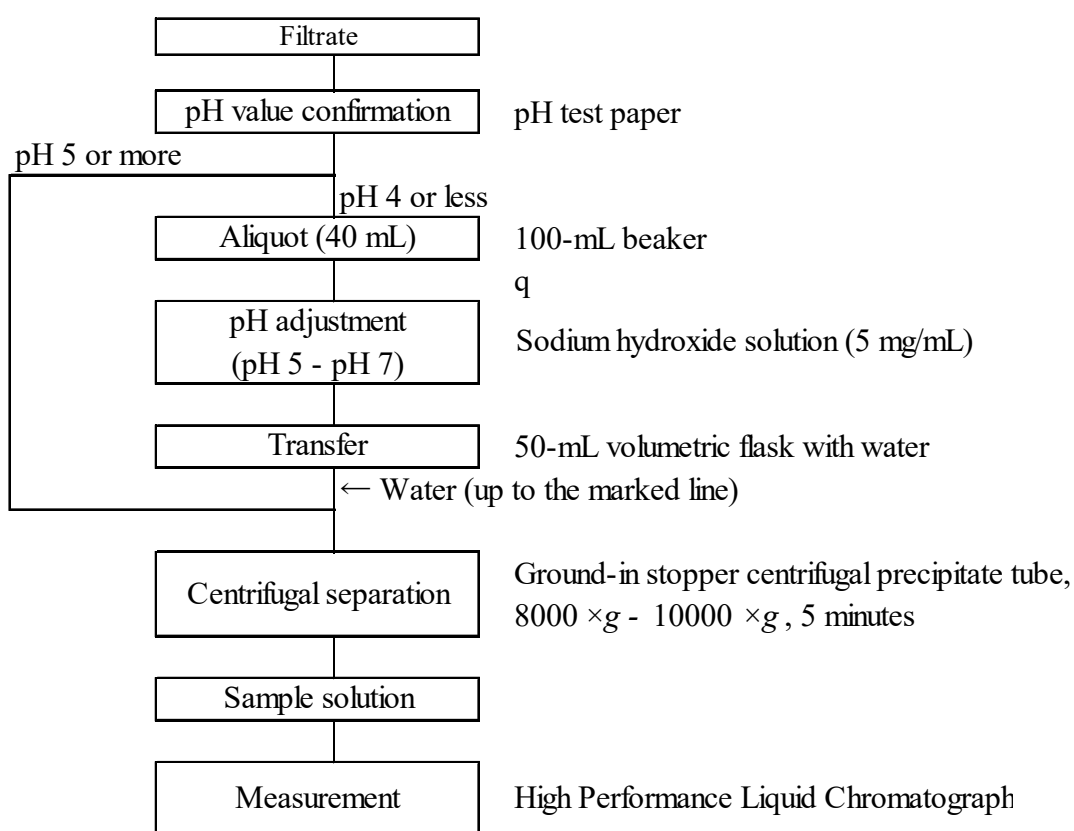 Filtrate
pH value confirmation
pH test paper
pH 5 or more
pH 4 or less
Aliquot (40 mL)
100-mL beaker
q
pH adjustment
(pH 5 - pH 7)
Sodium hydroxide solution (5 mg/mL)
Transfer
50-mL volumetric flask with water
← Water (up to the marked line)
Centrifugal separation
Ground-in stopper centrifugal precipitate tube,
8000 ×g - 10000 ×g , 5 minutes
Sample solution
Measurement
High Performance Liquid Chromatograph